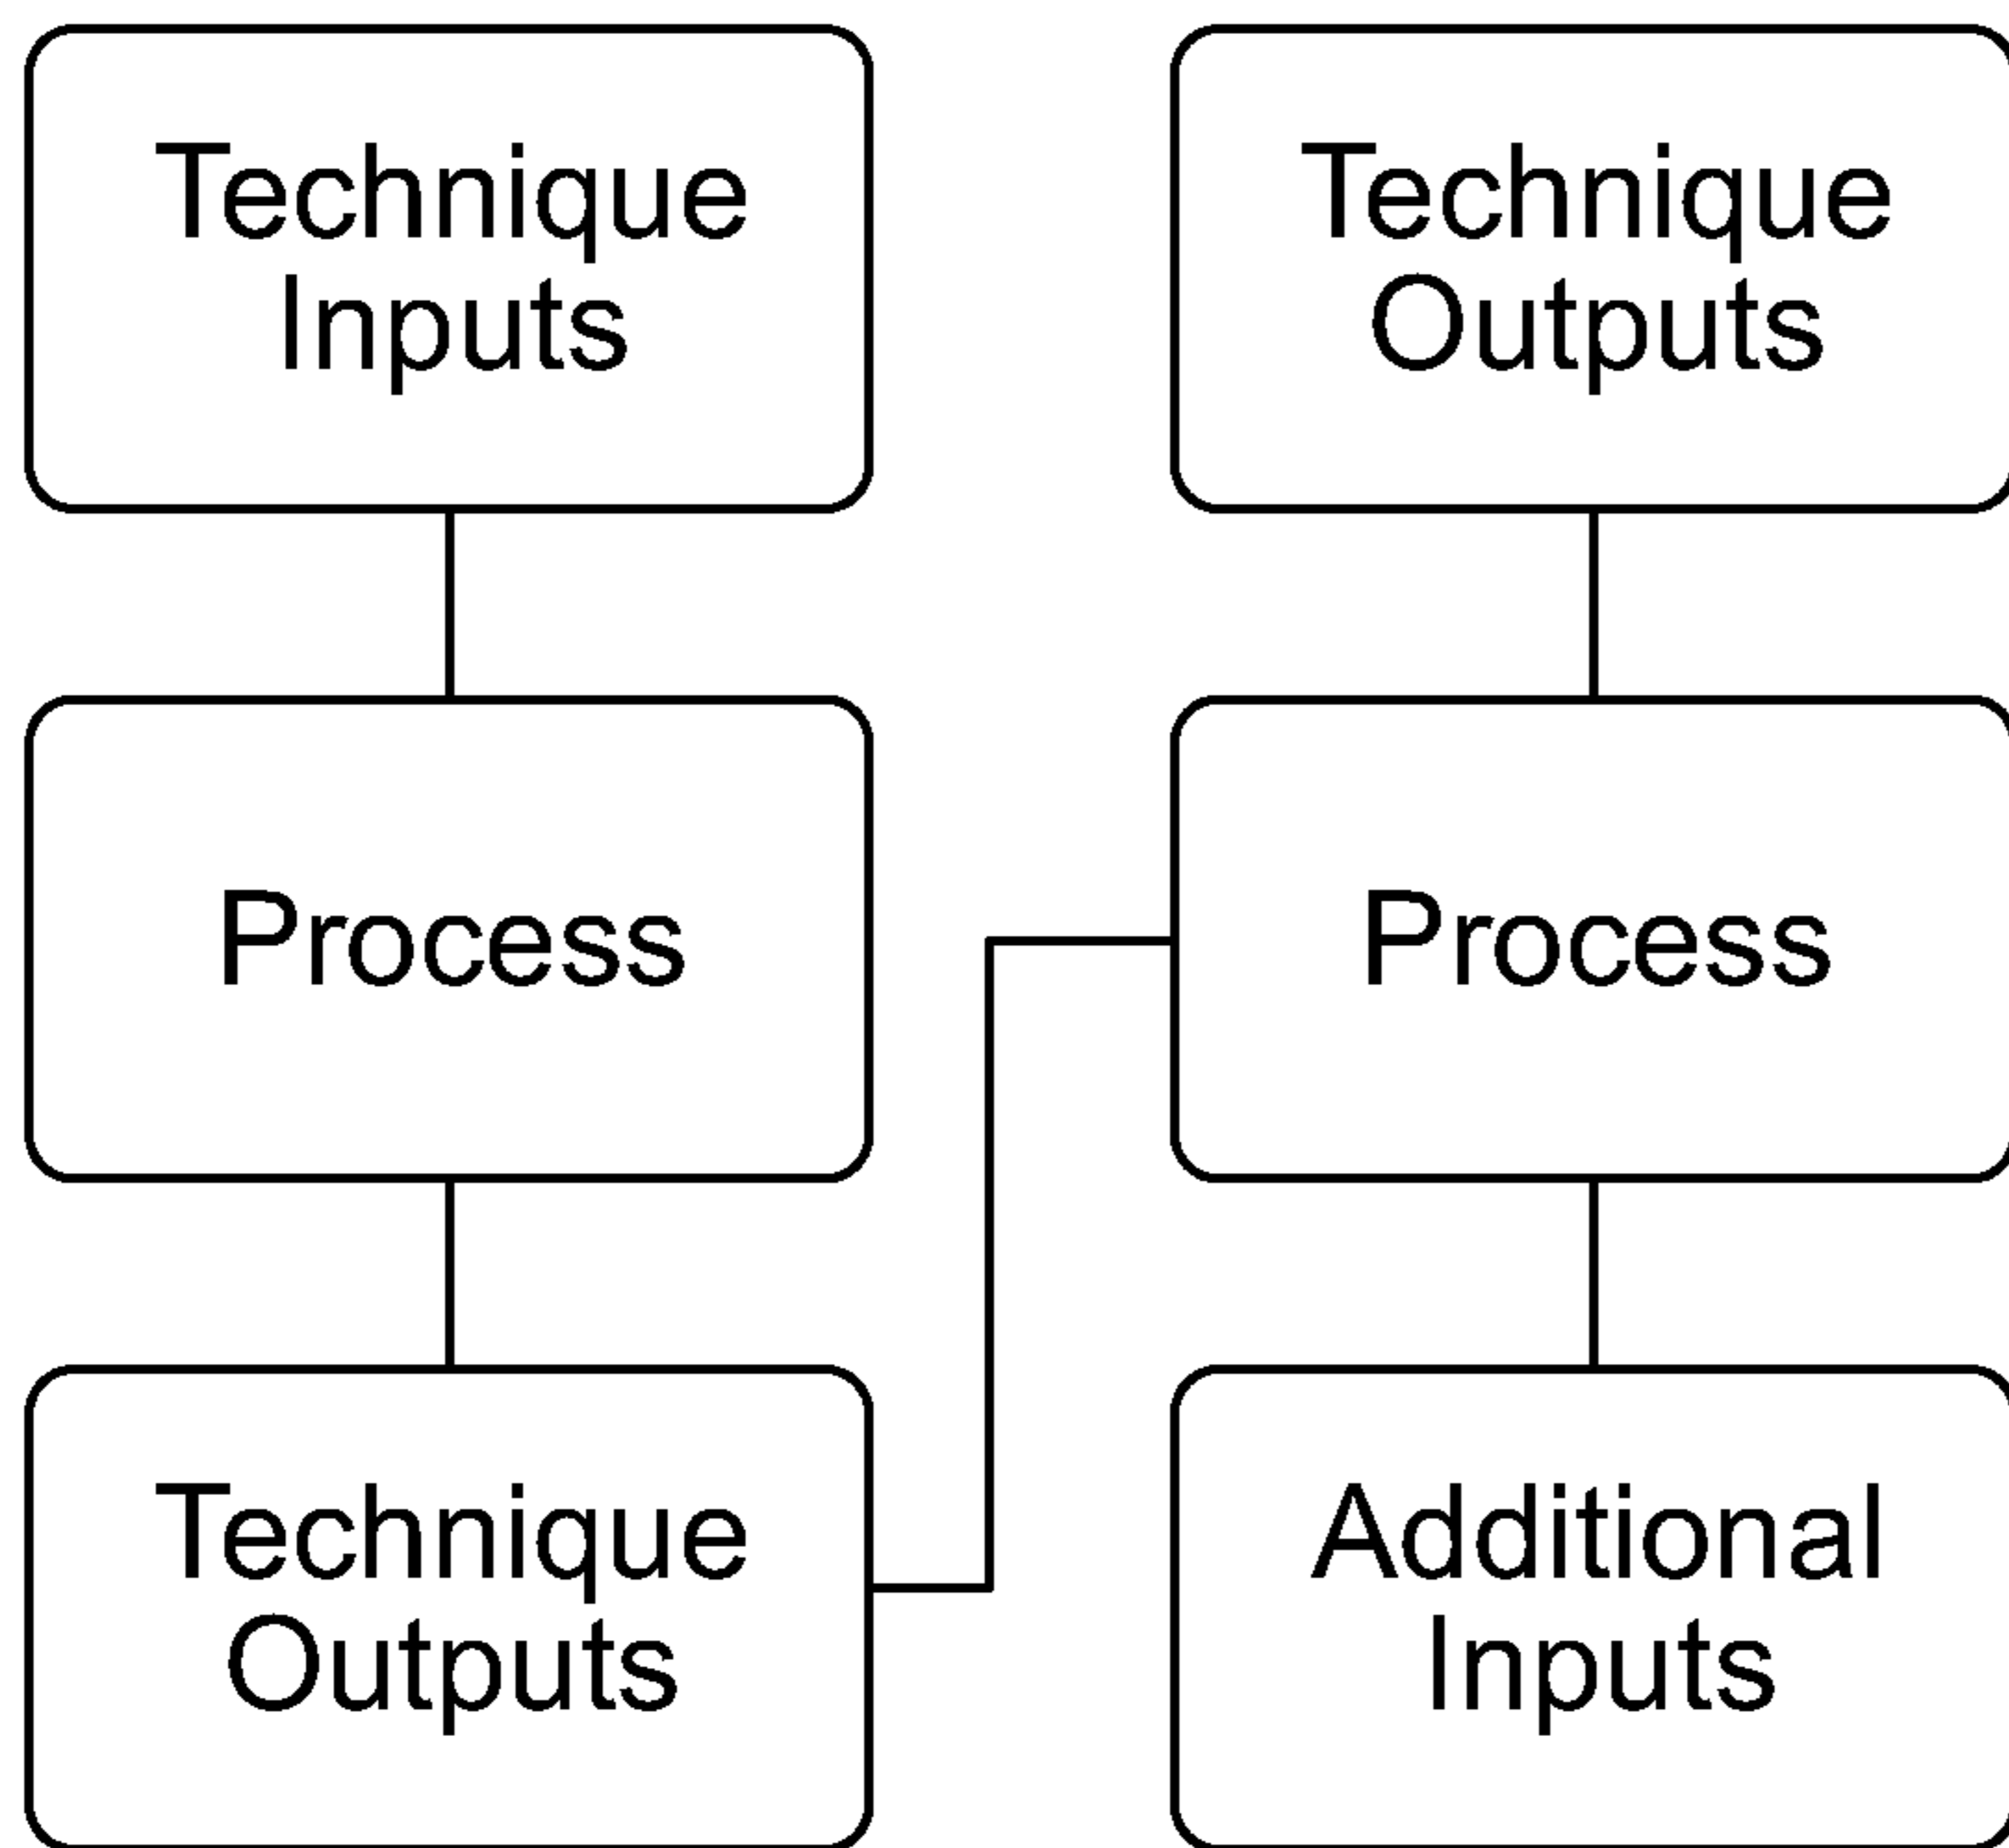 Technique
Inputs
Process
Technique
Outputs
Technique
Outputs
Process
Additional
Inputs